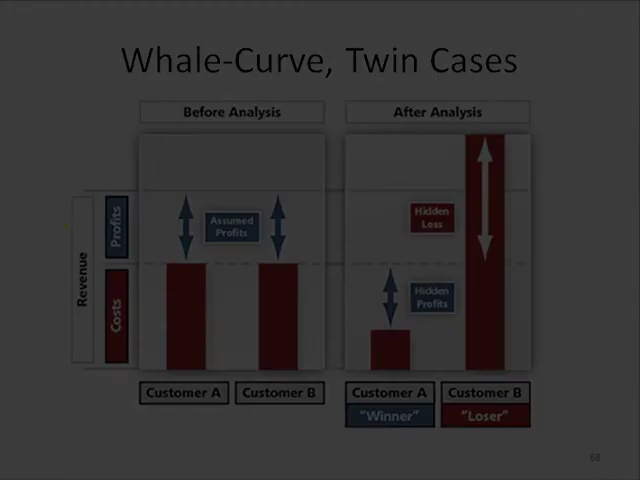 Whale-Curve, Twin Cases
Before Analysis
After Analysis
Revenue
Profits
Costs
Assumed
Profits
Hidden
Loss
Hidden
Profits
Customer A
Customer B
Customer A
Customer B
"Winner"
"Loser"
68